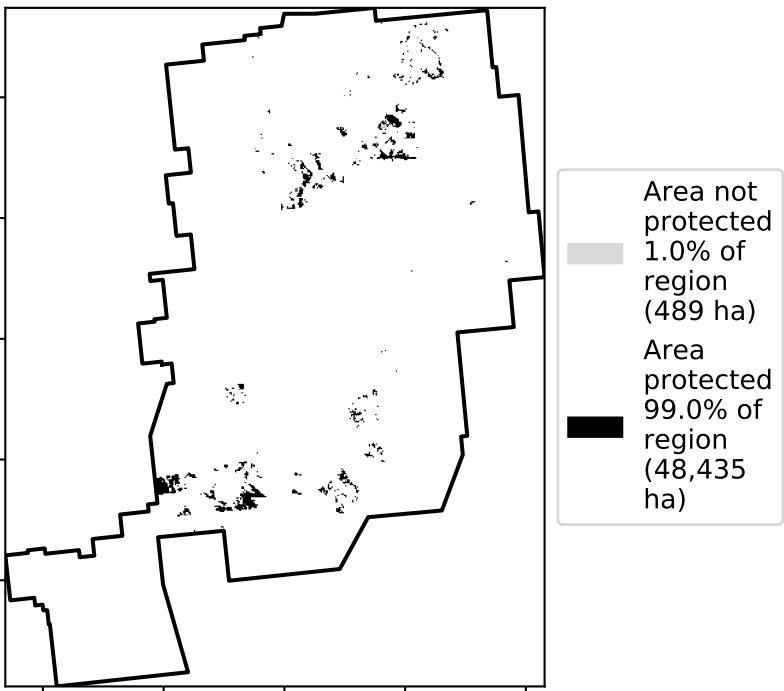 Area not
protected
1.0% of
region
(489 ha)
Area
protected
99.0% of
region
(48,435
ha)